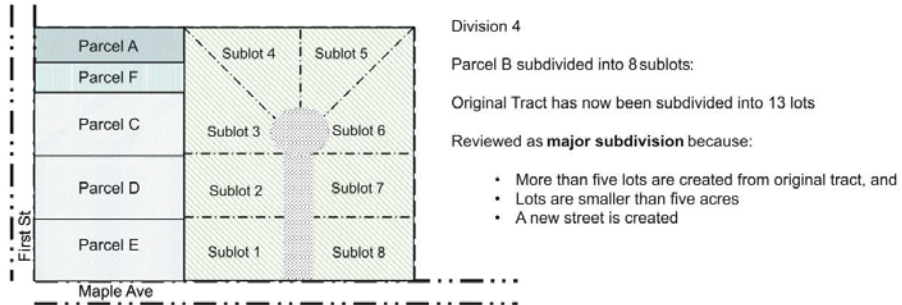 Parcel A
Parcel F
Parcel C
Parcel D
Parcel E
First St
Maple Ave
Sublot 4
Sublot 5
Sublot 3
Sublot 6
Sublot 2
Sublot 7
Sublot 1
Sublot 8
Division 4
Parcel B subdivided into 8 sublots:
Original Tract has now been subdivided into 13 lots
Reviewed as major subdivision because:
• More than five lots are created from original tract, and
• Lots are smaller than five acres
• A new street is created